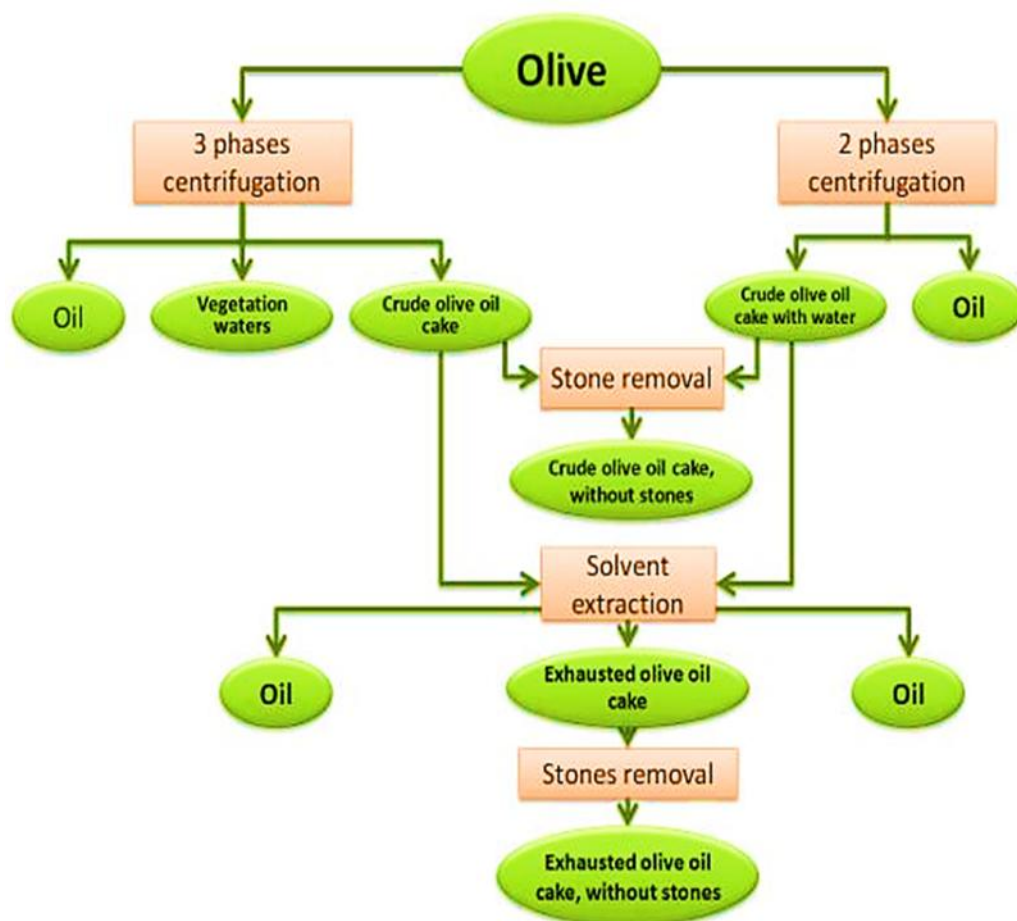 Olive
3 phases
centrifugation
2 phases
centrifugation
Oil
Vegetation
waters
Crude olive oil
cake
Crude olive oil
cake with water
Oil
Stone removal
Crude olive oil cake,
without stones
Solvent
extraction
Oil
Exhausted olive oil
cake
Oil
Stones removal
Exhausted olive oil
cake, without stones